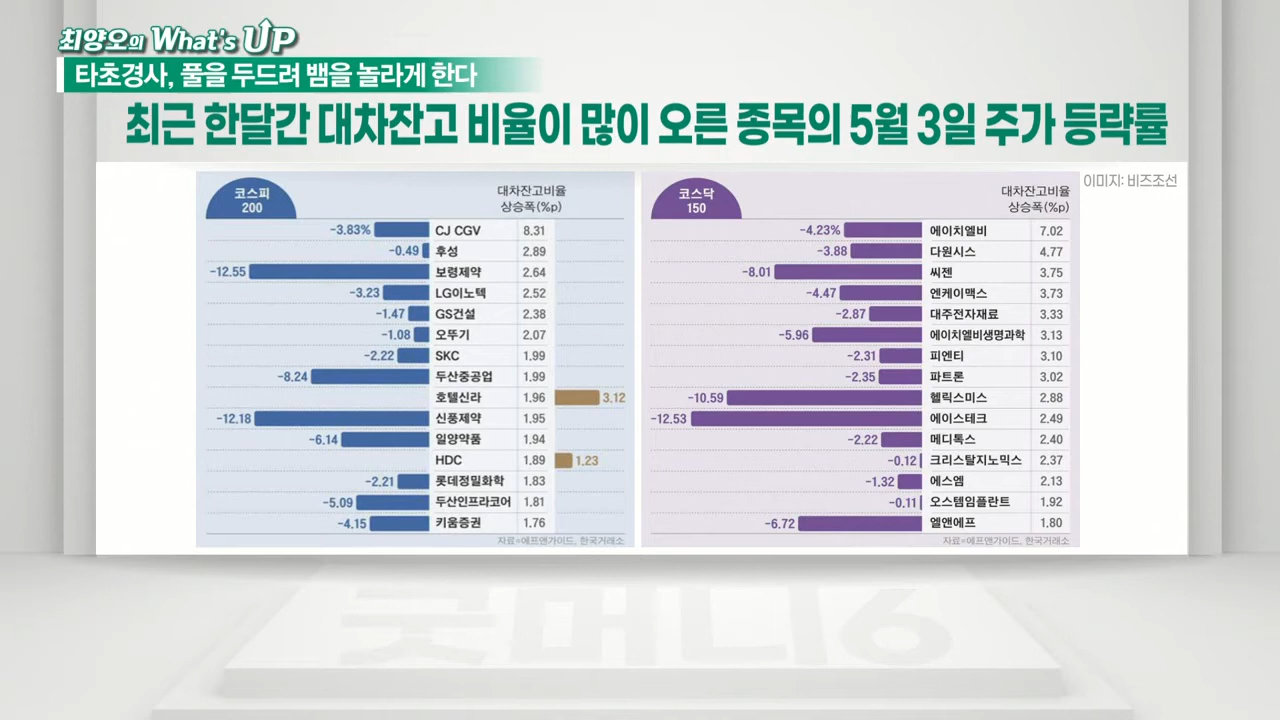 최양오의 What's UP
타초경사, 풀을 두드려 뱀을 놀라게 한다
최근 한달간 대차잔고 비율이 많이 오른 종목의 5월 3일 주가 등략률
이미지: 비즈조선
코스피
200
대차잔고비율
상승폭(%p)
-3.83% CJ CGV 8.31
-0.49 후성 2.89
-12.55 보령제약 2.64
-3.23 LG이노텍 2.52
-1.47 GS건설 2.38
-1.08 오뚜기 2.07
-2.22 SKC 1.99
-8.24 두산중공업 1.99
호텔신라 1.96 3.12
-12.18 신풍제약 1.95
-6.14 일양약품 1.94
HDC 1.89 1.23
-2.21 롯데정밀화학 1.83
-5.09 두산인프라코어 1.81
-4.15 키움증권 1.76
자료=에프앤가이드, 한국거래소
코스닥
150
대차잔고비율
상승폭(%p)
-4.23% 에이치엘비 7.02
-3.88 다원시스 4.77
-8.01 씨젠 3.75
-4.47 엔케이맥스 3.73
-2.87 대주전자재료 3.33
-5.96 에이치엘비생명과학 3.13
-2.31 피엔티 3.10
-2.35 파트론 3.02
-10.59 헬릭스미스 2.88
-12.53 에이스테크 2.49
-2.22 메디톡스 2.40
-0.12 크리스탈지노믹스 2.37
-1.32 에스엠 2.13
-0.11 오스템임플란트 1.92
-6.72 엘앤에프 1.80
자료=에프앤가이드, 한국거래소
굿머니6